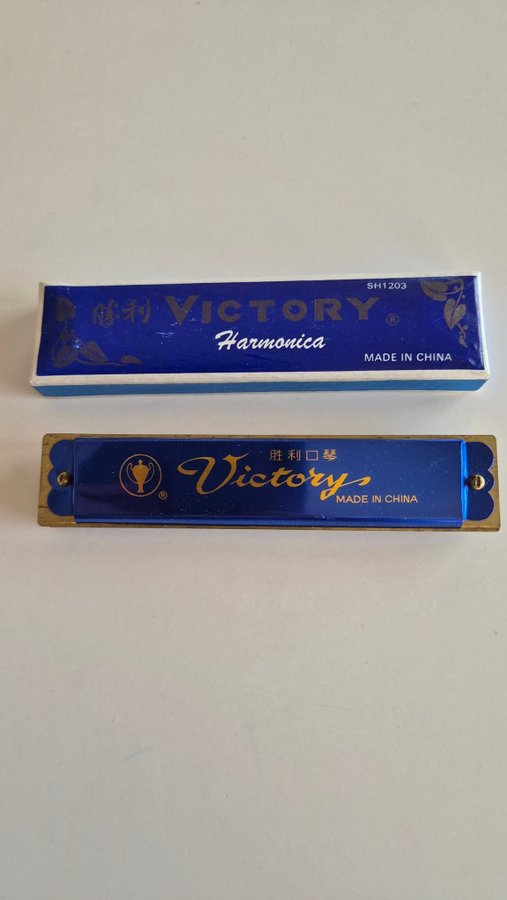 SH1203
胜利 VICTORY ®
Harmonica
MADE IN CHINA
胜利口琴
Victory
®
MADE IN CHINA